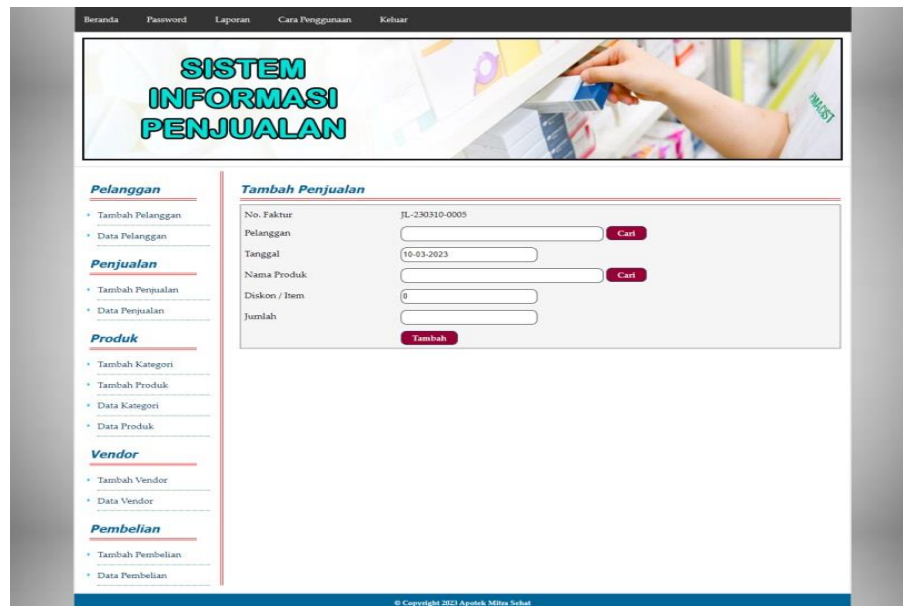 Beranda Password Laporan Cara Penggunaan Keluar
SISTEM
INFORMASI
PENJUALAN
Pelanggan
Tambah Pelanggan
Data Pelanggan
Penjualan
Tambah Penjualan
Data Penjualan
Produk
Tambah Kategori
Tambah Produk
Data Kategori
Data Produk
Vendor
Tambah Vendor
Data Vendor
Pembelian
Tambah Pembelian
Data Pembelian
Tambah Penjualan
No. Faktur JL-230310-0005
Pelanggan Cari
Tanggal 10-03-2023
Nama Produk Cari
Diskon / Item 0
Jumlah
Tambah
© Copyright 2023 Apotek Mitra Sehat